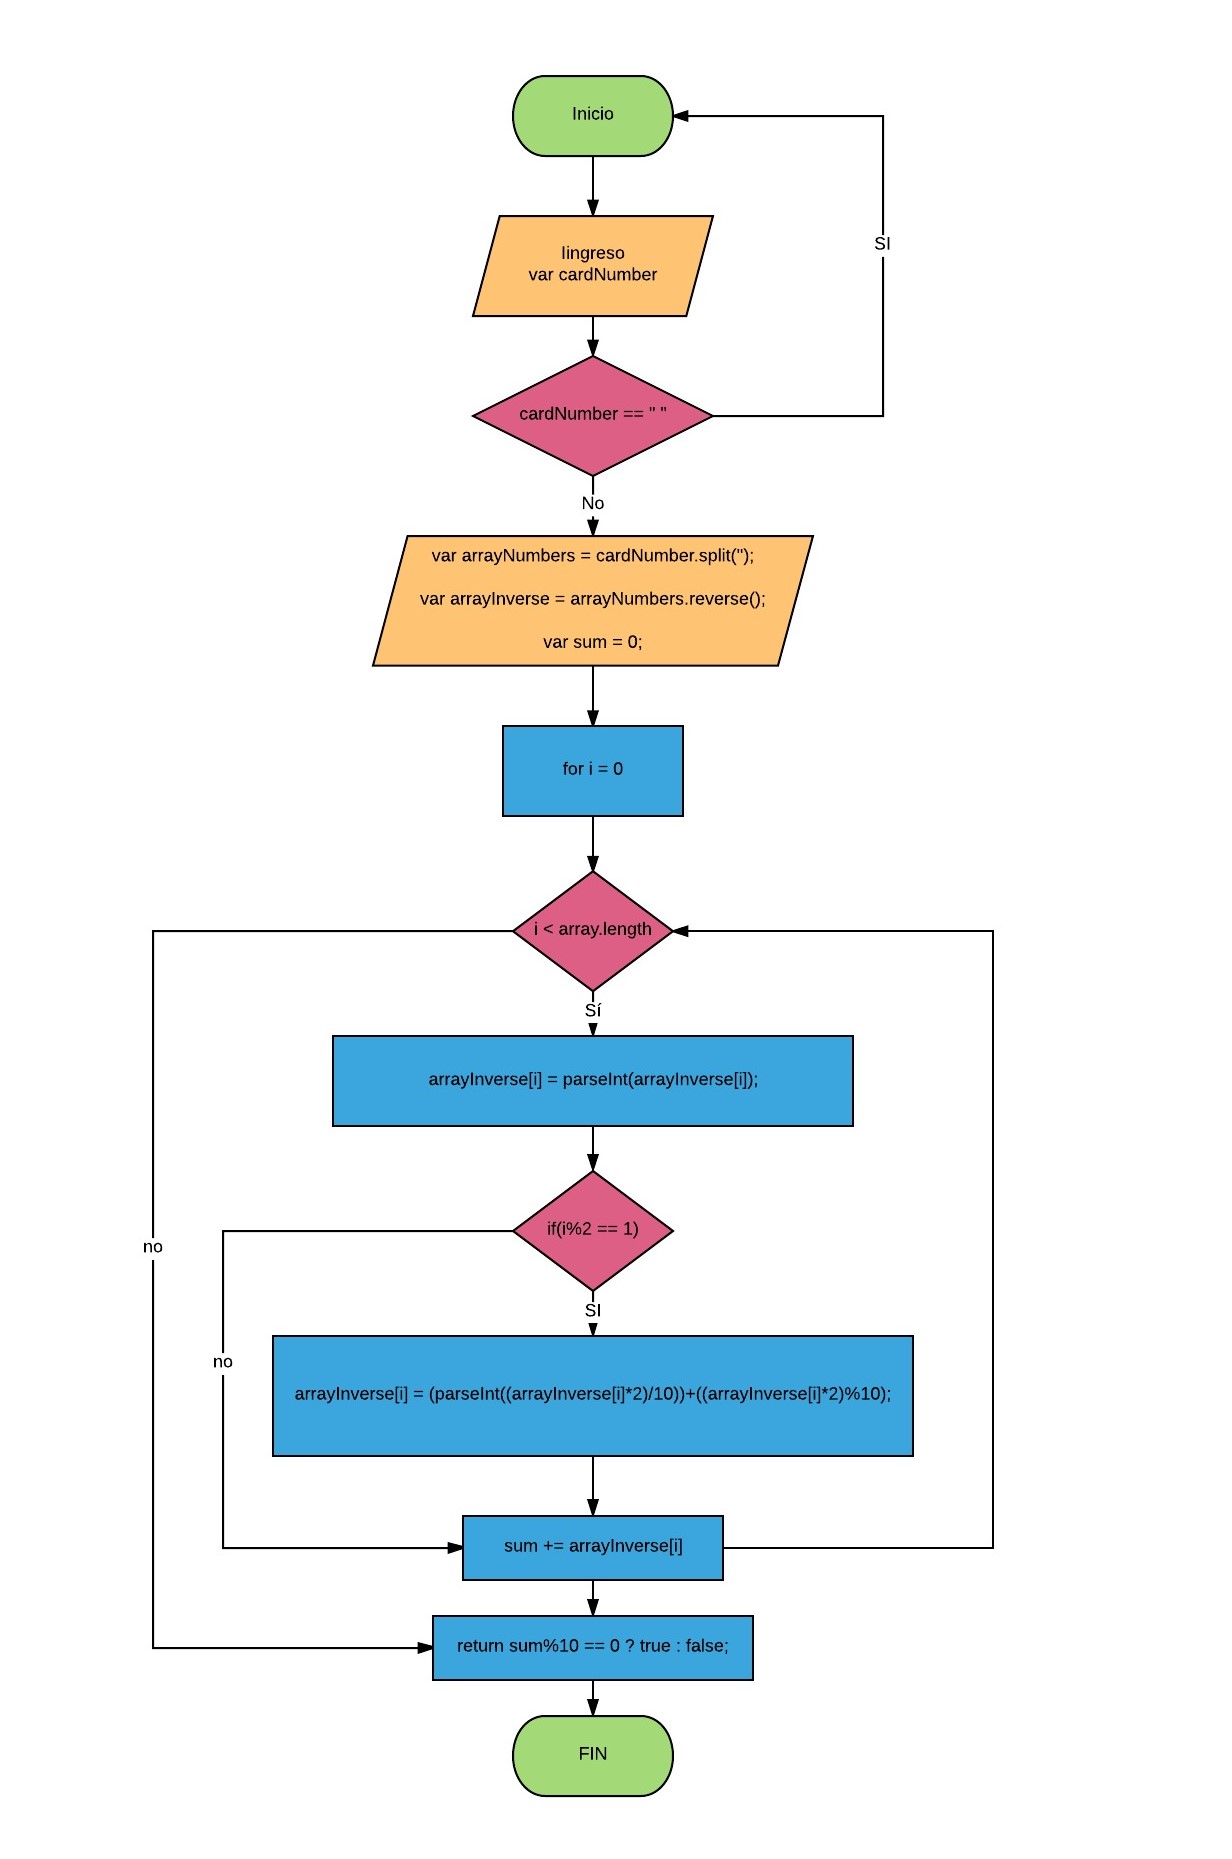 Inicio
Iingreso
var cardNumber
SI
cardNumber == " "
No
var arrayNumbers = cardNumber.split('');
var arrayInverse = arrayNumbers.reverse();
var sum = 0;
for i = 0
i < array.length
Sí
arrayInverse[i] = parseInt(arrayInverse[i]);
if(i%2 == 1)
no
SI
no
arrayInverse[i] = (parseInt((arrayInverse[i]*2)/10))+((arrayInverse[i]*2)%10);
sum += arrayInverse[i]
return sum%10 == 0 ? true : false;
FIN